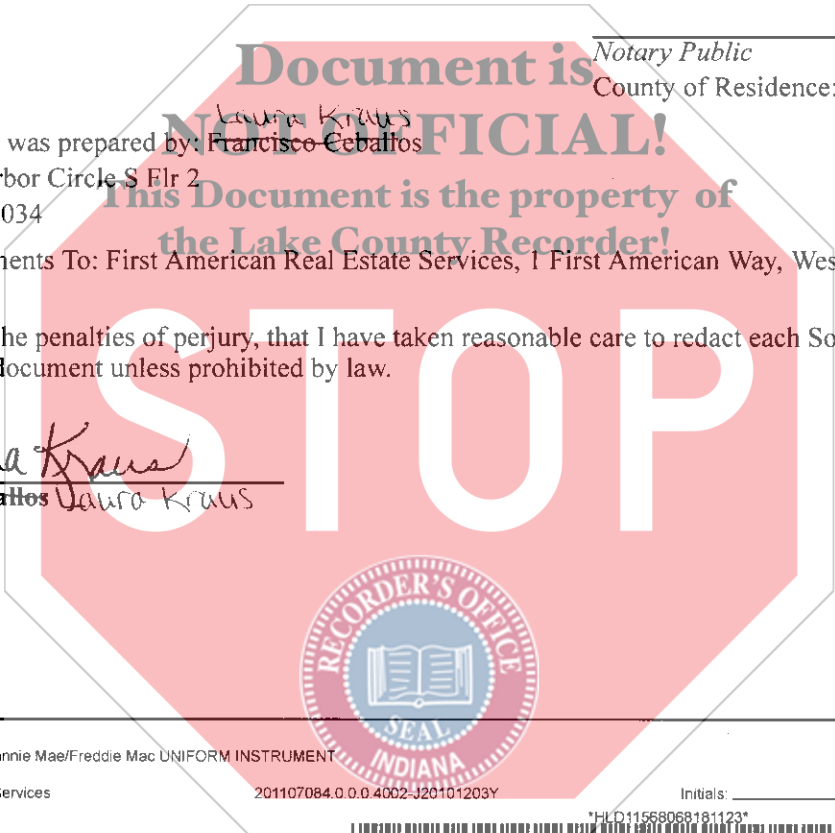 Document is
Notary Public
County of Residence:
NOT OFFICIAL!
Laura Kraus
was prepared by: Francisco Ceballos
rbor Circle S Flr 2
This Document is the property of
034
the Lake County Recorder!
nents To: First American Real Estate Services, 1 First American Way, Wes
he penalties of perjury, that I have taken reasonable care to redact each So
document unless prohibited by law.
STOP
a Kraus
allos Laura Kraus
RECORDER'S OFFICE
SEAL
INDIANA
nnie Mae/Freddie Mac UNIFORM INSTRUMENT
ervices 201107084.0.0.0.4002-J20101203Y Initials:
*HLD11568068181123*